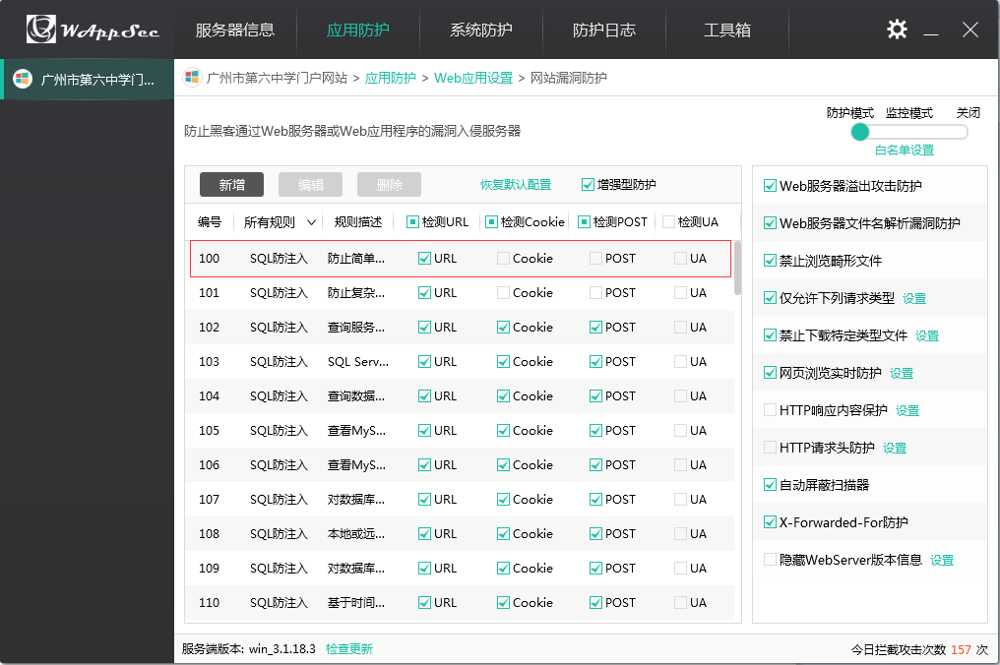 WAppSec 服务器信息 应用防护 系统防护 防护日志 工具箱
广州市第六中学门...
广州市第六中学门户网站 > 应用防护 > Web应用设置 > 网站漏洞防护
防护模式 监控模式 关闭
防止黑客通过Web服务器或Web应用程序的漏洞入侵服务器
白名单设置
新增 编辑 删除 恢复默认配置 增强型防护
编号 所有规则 规则描述 检测URL 检测Cookie 检测POST 检测UA
100 SQL防注入 防止简单... URL Cookie POST UA
101 SQL防注入 防止复杂... URL Cookie POST UA
102 SQL防注入 查询服务... URL Cookie POST UA
103 SQL防注入 SQL Serv... URL Cookie POST UA
104 SQL防注入 查询数据... URL Cookie POST UA
105 SQL防注入 查看MyS... URL Cookie POST UA
106 SQL防注入 查看MyS... URL Cookie POST UA
107 SQL防注入 对数据库... URL Cookie POST UA
108 SQL防注入 本地或远... URL Cookie POST UA
109 SQL防注入 对数据库... URL Cookie POST UA
110 SQL防注入 基于时间... URL Cookie POST UA
Web服务器溢出攻击防护
Web服务器文件名解析漏洞防护
禁止浏览畸形文件
仅允许下列请求类型 设置
禁止下载特定类型文件 设置
网页浏览实时防护 设置
HTTP响应内容保护 设置
HTTP请求头防护 设置
自动屏蔽扫描器
X-Forwarded-For防护
隐藏WebServer版本信息 设置
服务端版本: win_3.1.18.3 检查更新
今日拦截攻击次数 157 次